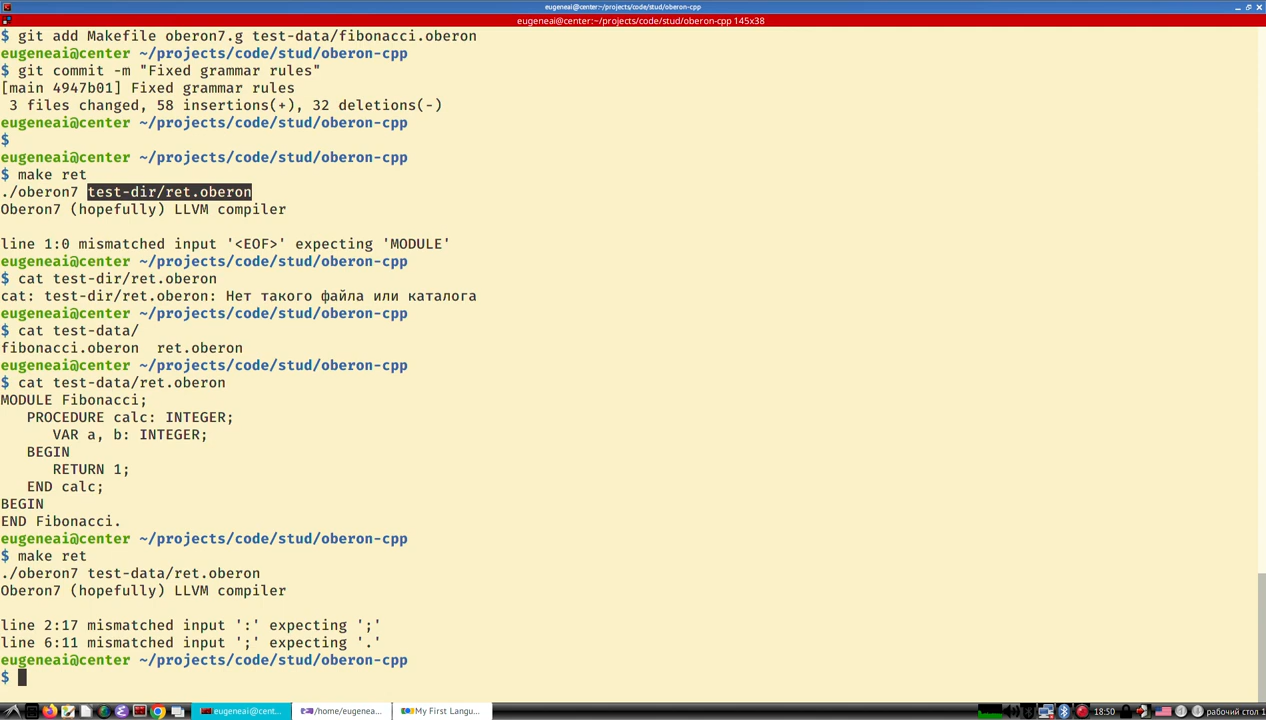 eugeneai@center:~/projects/code/stud/oberon-cpp
eugeneai@center:~/projects/code/stud/oberon-cpp 145x38
$ git add Makefile oberon7.g test-data/fibonacci.oberon
eugeneai@center ~/projects/code/stud/oberon-cpp
$ git commit -m "Fixed grammar rules"
[main 4947b01] Fixed grammar rules
 3 files changed, 58 insertions(+), 32 deletions(-)
eugeneai@center ~/projects/code/stud/oberon-cpp
$
eugeneai@center ~/projects/code/stud/oberon-cpp
$ make ret
./oberon7 test-dir/ret.oberon
Oberon7 (hopefully) LLVM compiler
line 1:0 mismatched input '<EOF>' expecting 'MODULE'
eugeneai@center ~/projects/code/stud/oberon-cpp
$ cat test-dir/ret.oberon
cat: test-dir/ret.oberon: Нет такого файла или каталога
eugeneai@center ~/projects/code/stud/oberon-cpp
$ cat test-data/
fibonacci.oberon  ret.oberon
eugeneai@center ~/projects/code/stud/oberon-cpp
$ cat test-data/ret.oberon
MODULE Fibonacci;
   PROCEDURE calc: INTEGER;
      VAR a, b: INTEGER;
   BEGIN
      RETURN 1;
   END calc;
BEGIN
END Fibonacci.
eugeneai@center ~/projects/code/stud/oberon-cpp
$ make ret
./oberon7 test-data/ret.oberon
Oberon7 (hopefully) LLVM compiler
line 2:17 mismatched input ':' expecting ';'
line 6:11 mismatched input ';' expecting '.'
eugeneai@center ~/projects/code/stud/oberon-cpp
$
eugeneai@cent... /home/eugenea... My First Langu... 18:50 рабочий стол 1